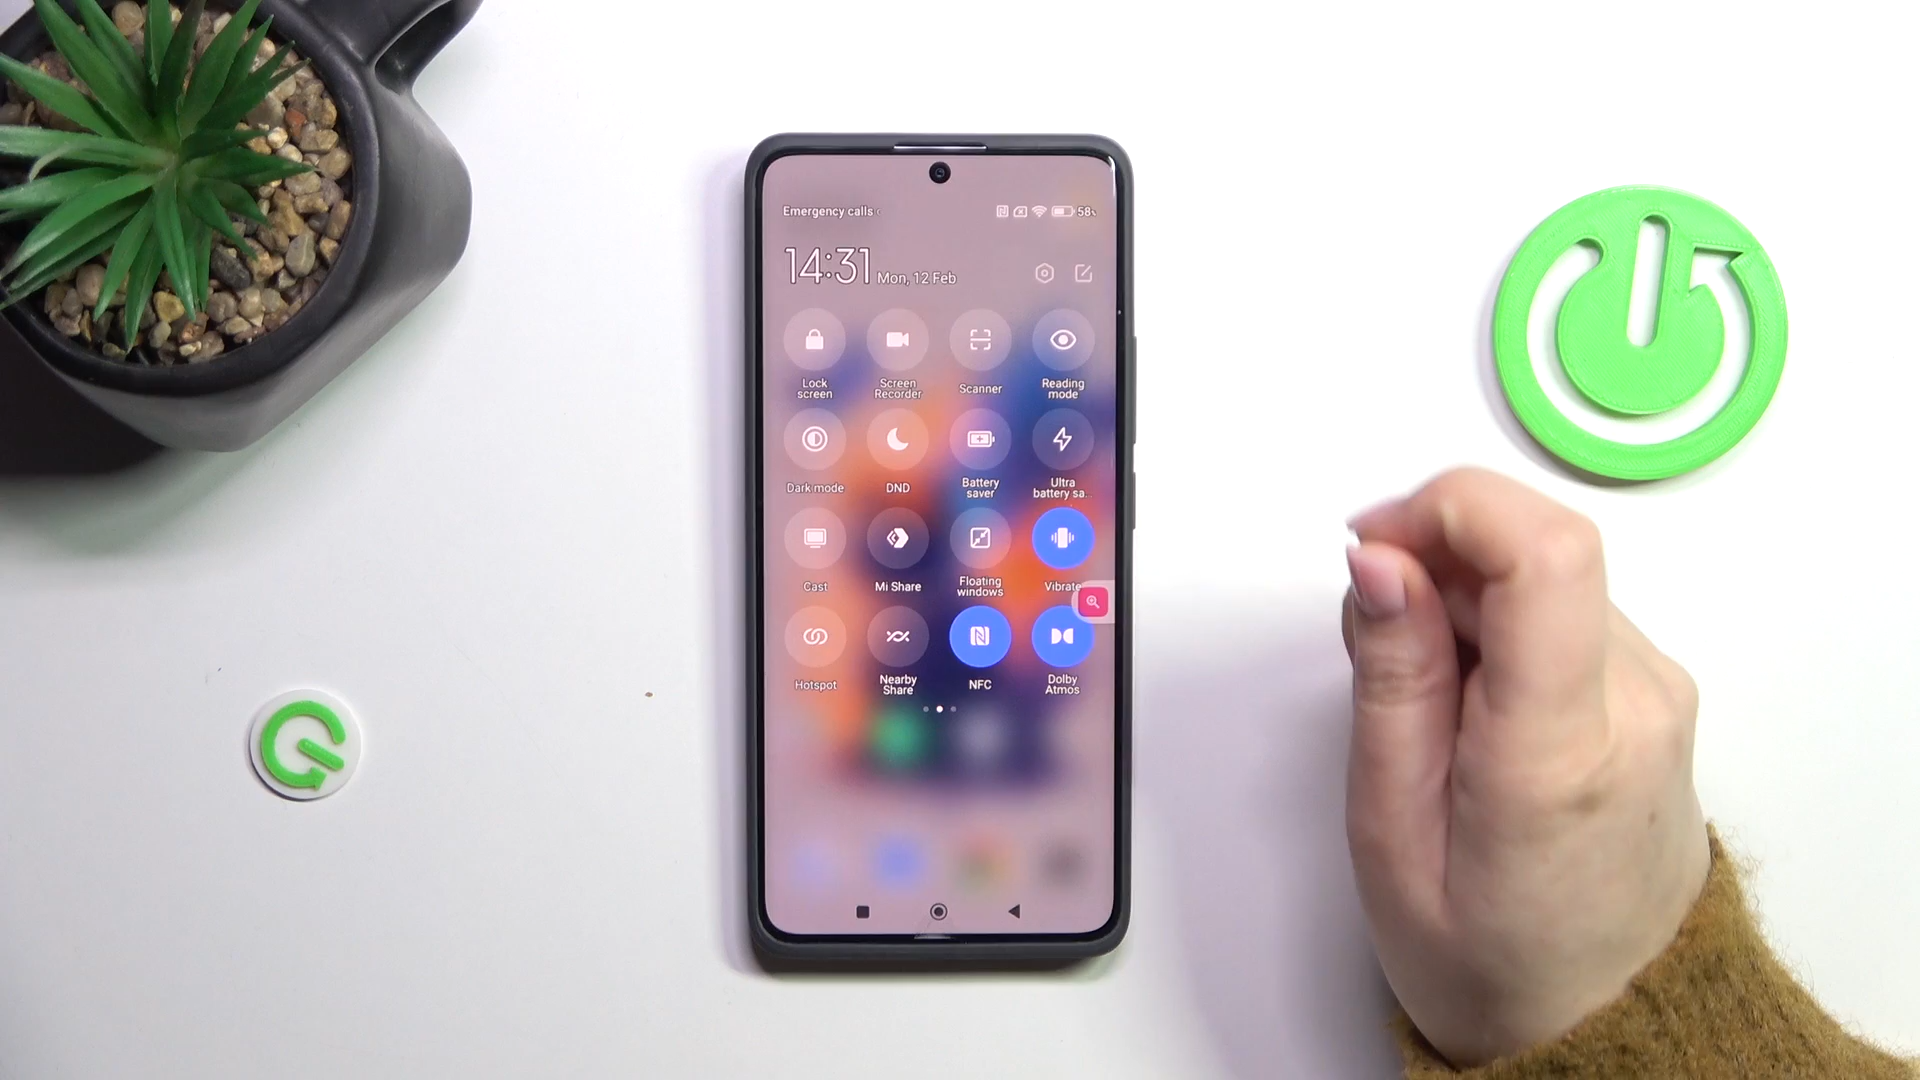 Emergency calls
58%
14:31 Mon, 12 Feb
Lock screen
Screen Recorder
Scanner
Reading mode
Dark mode
DND
Battery saver
Ultra battery sa...
Cast
Mi Share
Floating windows
Vibrate
Hotspot
Nearby Share
NFC
Dolby Atmos